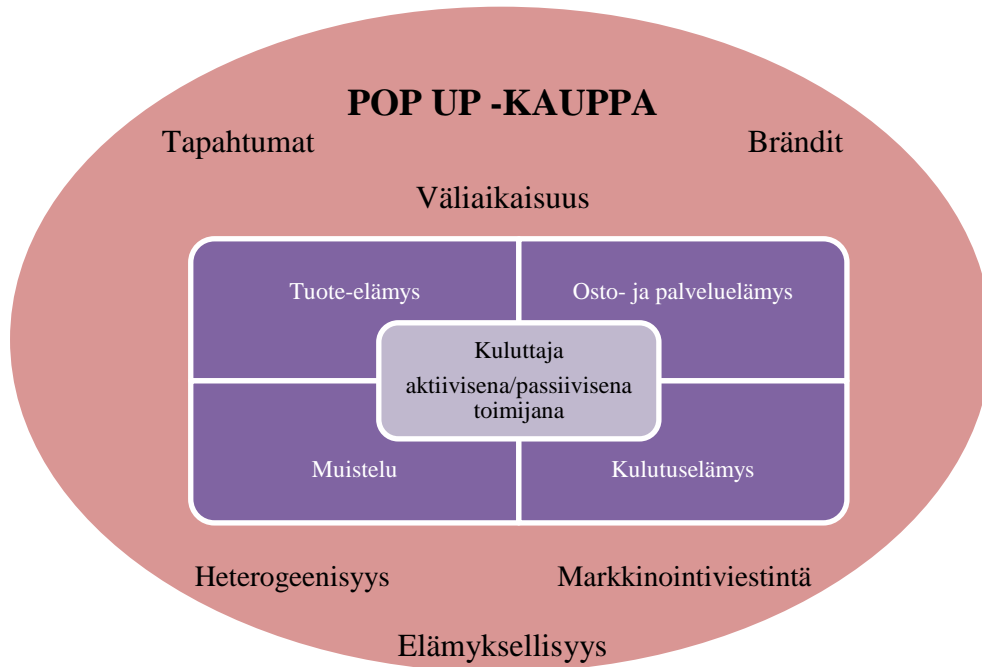 POP UP -KAUPPA
Tapahtumat
Brändit
Väliaikaisuus
Tuote-elämys
Osto- ja palveluelämys
Kuluttaja
aktiivisena/passiivisena
toimijana
Muistelu
Kulutuselämys
Heterogeenisyys
Markkinointiviestintä
Elämyksellisyys